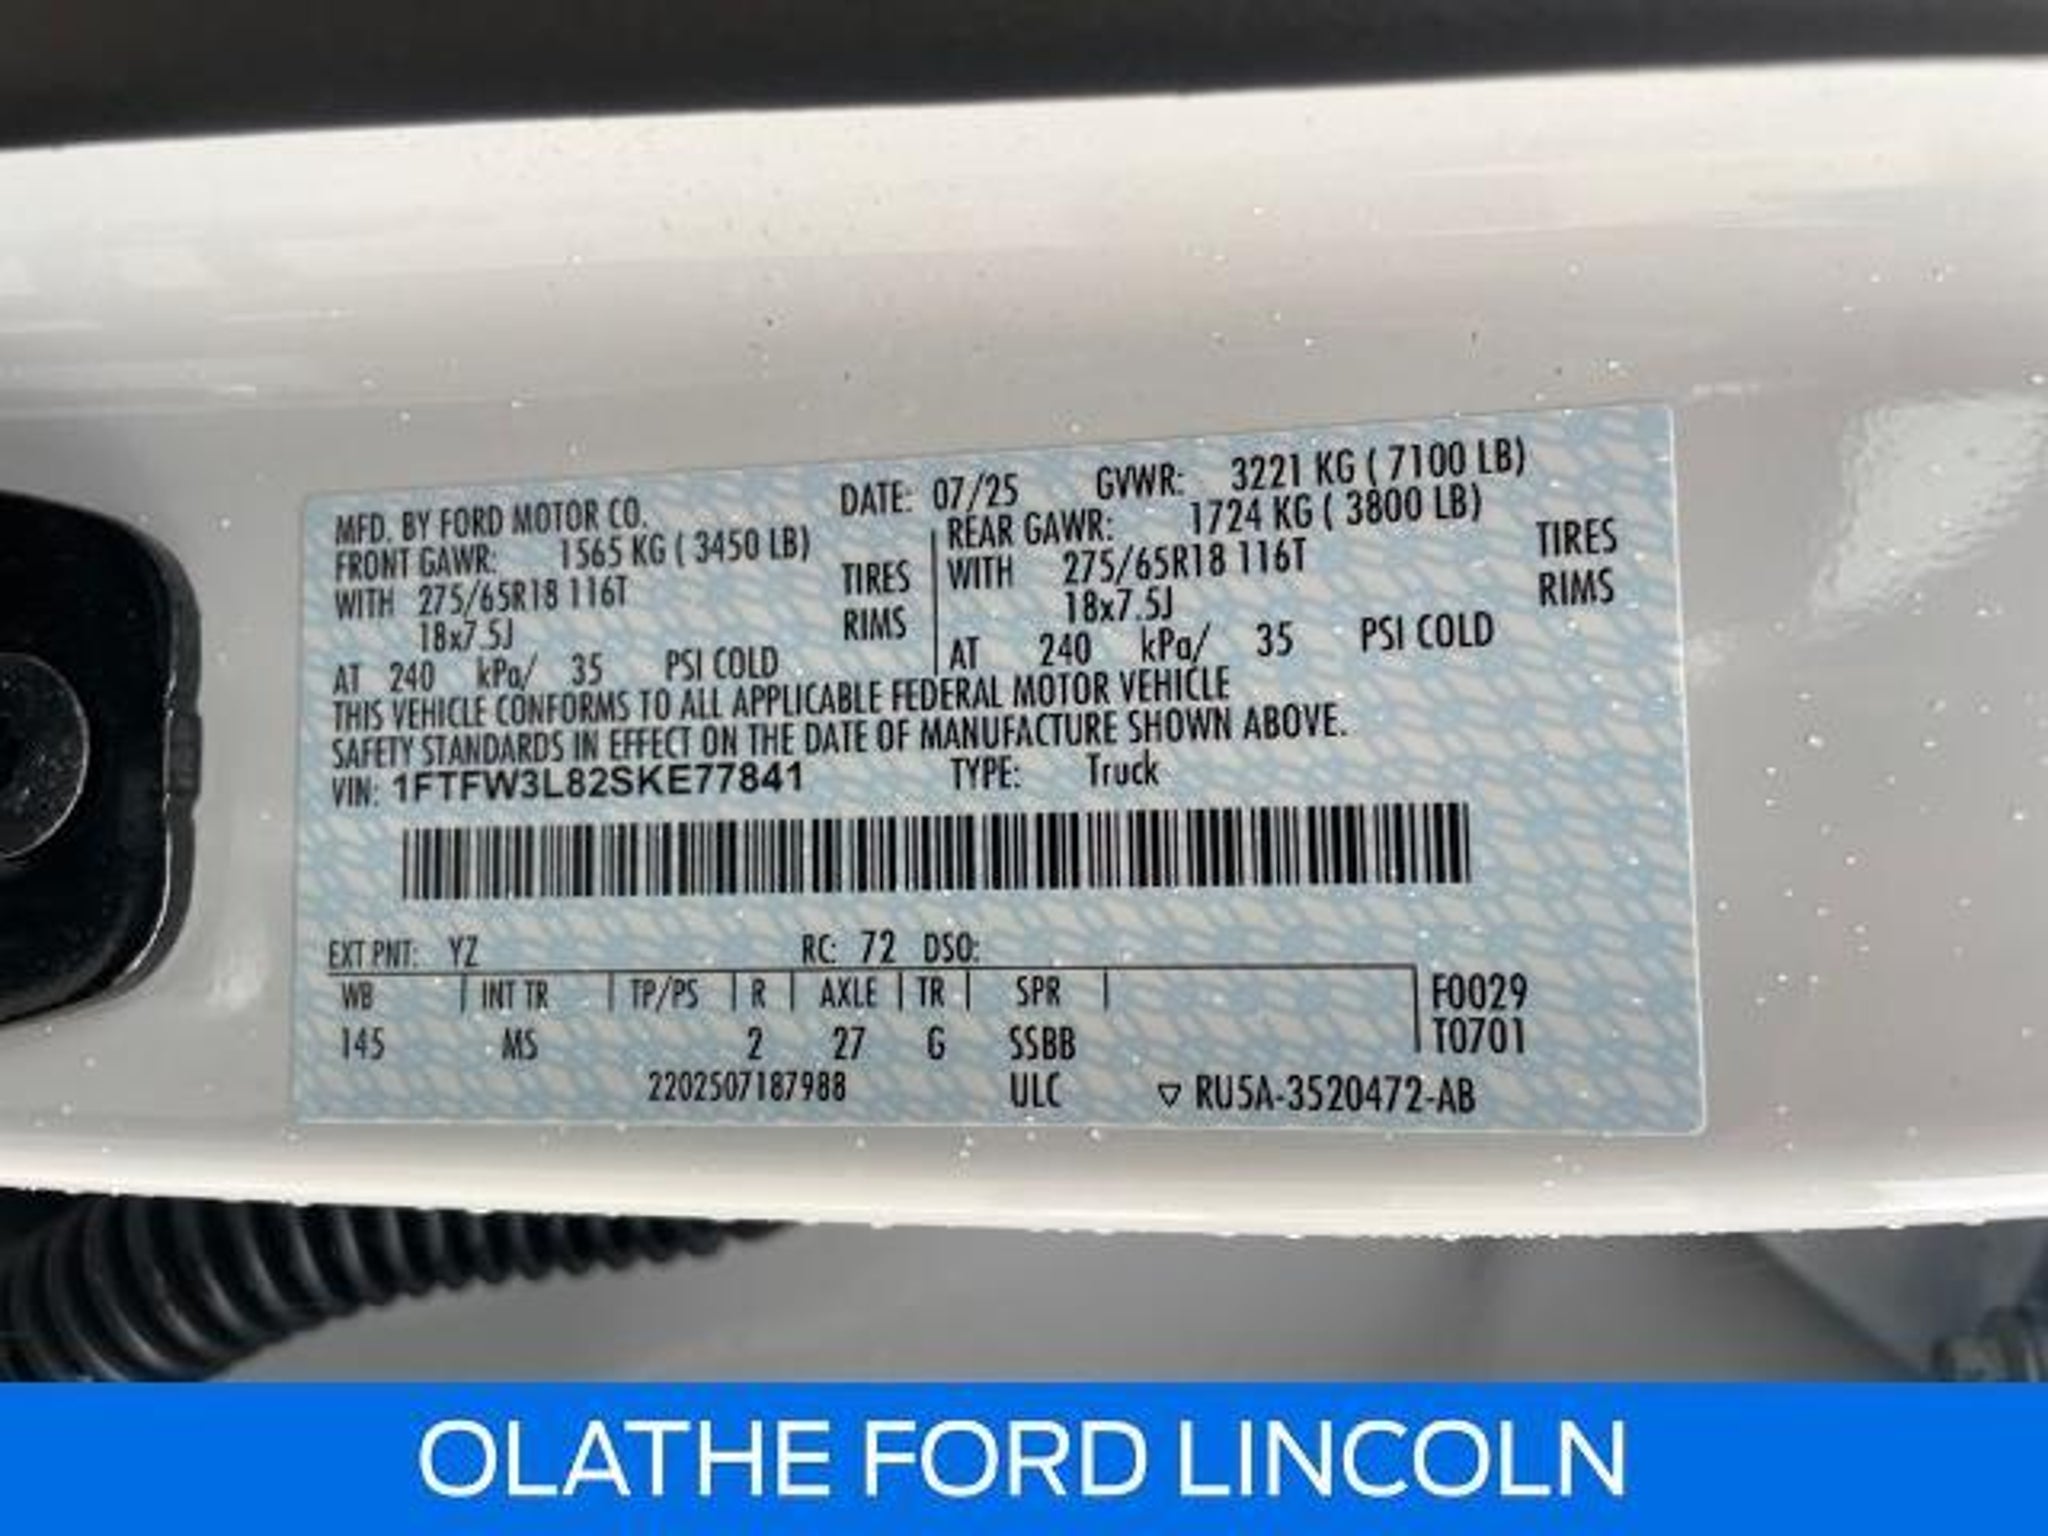 MFD. BY FORD MOTOR CO. DATE: 07/25 GVWR: 3221 KG ( 7100 LB)
FRONT GAWR: 1565 KG ( 3450 LB) REAR GAWR: 1724 KG ( 3800 LB)
WITH 275/65R18 116T TIRES WITH 275/65R18 116T TIRES
18x7.5J RIMS 18x7.5J RIMS
AT 240 kPa/ 35 PSI COLD AT 240 kPa/ 35 PSI COLD
THIS VEHICLE CONFORMS TO ALL APPLICABLE FEDERAL MOTOR VEHICLE
SAFETY STANDARDS IN EFFECT ON THE DATE OF MANUFACTURE SHOWN ABOVE.
VIN: 1FTFW3L82SKE77841 TYPE: Truck
EXT PNT: YZ RC: 72 DSO:
WB INT TR TP/PS R AXLE TR SPR F0029
145 MS 2 27 G SSBB T0701
2202507187988 ULC ▽ RU5A-3520472-AB
OLATHE FORD LINCOLN